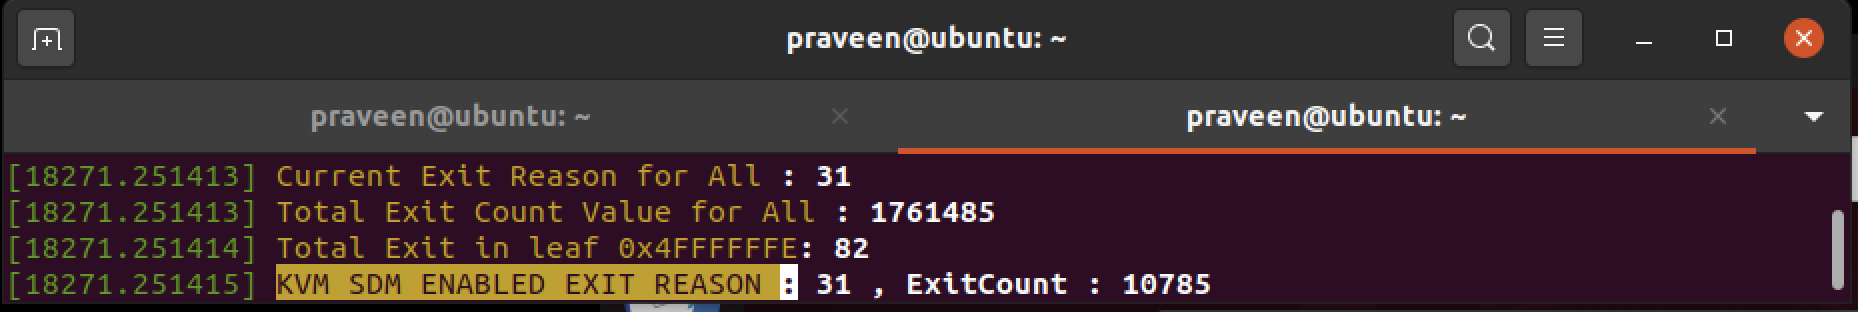 praveen@ubuntu: ~
praveen@ubuntu: ~ praveen@ubuntu: ~
[18271.251413] Current Exit Reason for All : 31
[18271.251413] Total Exit Count Value for All : 1761485
[18271.251414] Total Exit in leaf 0x4FFFFFFE: 82
[18271.251415] KVM SDM ENABLED EXIT REASON : 31 , ExitCount : 10785